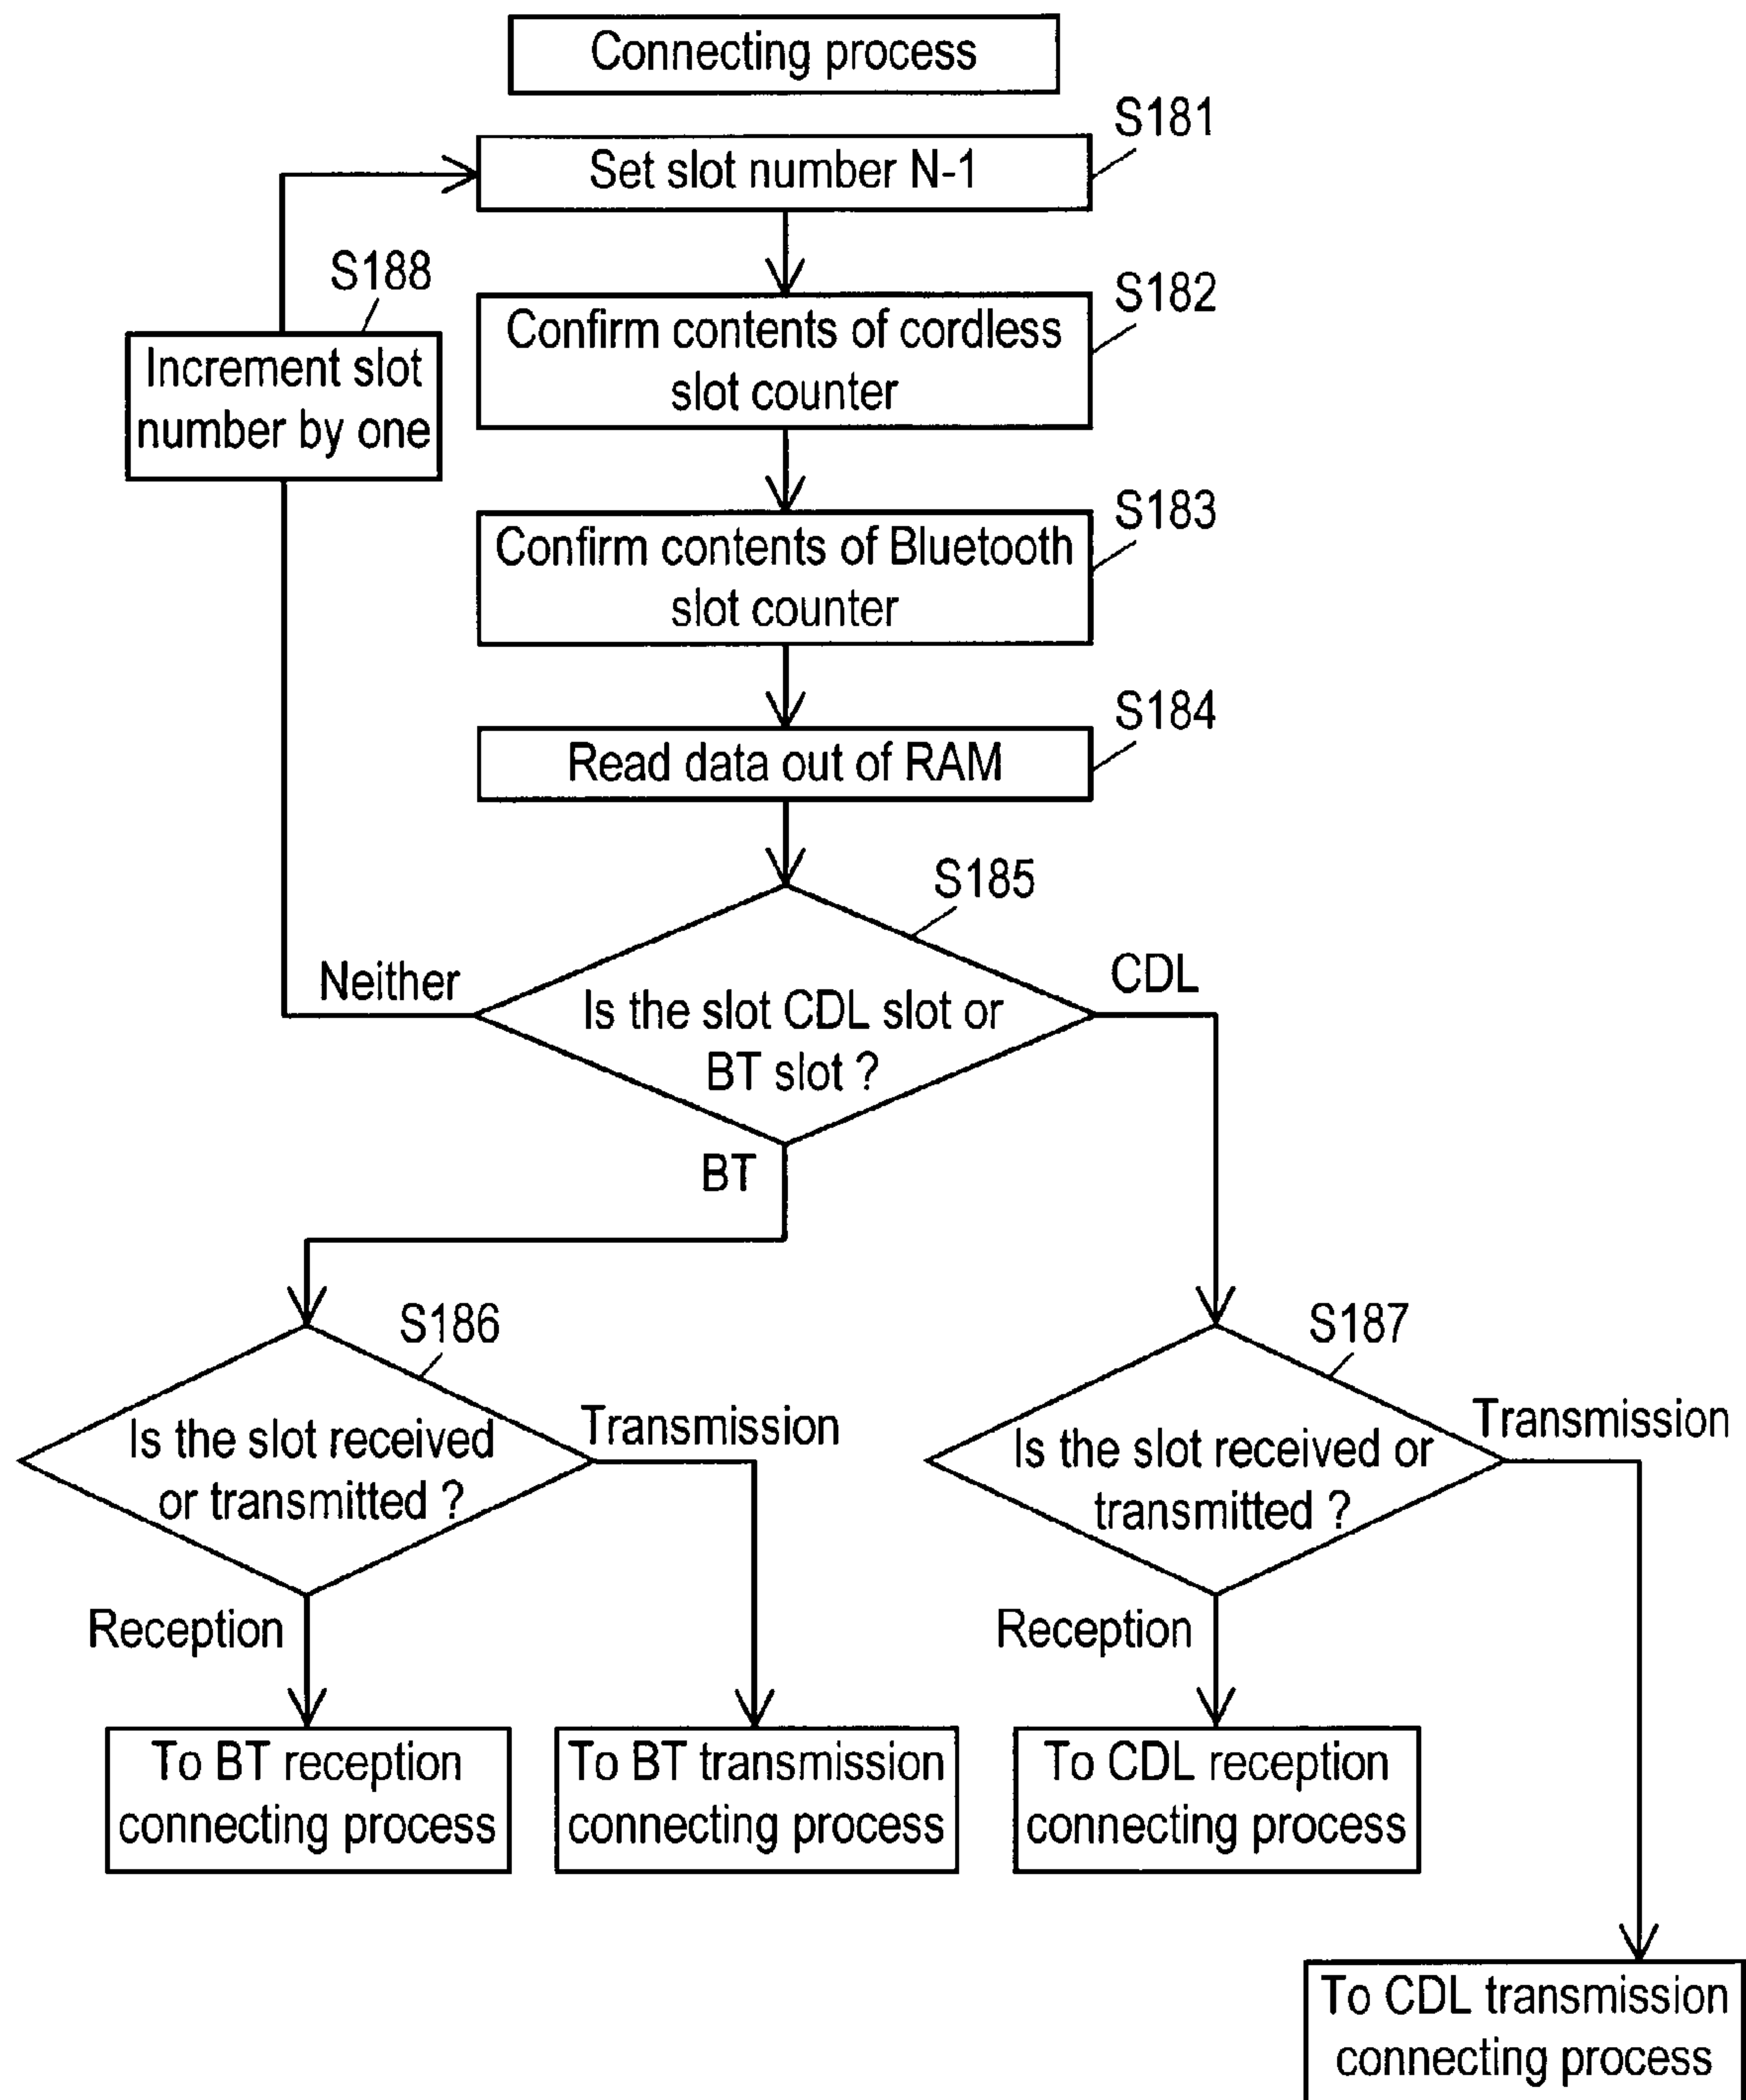 Connecting process
S181
Set slot number N-1
S188
S182
Increment slot
number by one
Confirm contents of cordless
slot counter
S183
Confirm contents of Bluetooth
slot counter
S184
Read data out of RAM
S185
Neither
CDL
Is the slot CDL slot or
BT slot ?
BT
S186
S187
Is the slot received
or transmitted ?
Transmission
Is the slot received or
transmitted ?
Transmission
Reception
Reception
To BT reception
connecting process
To BT transmission
connecting process
To CDL reception
connecting process
To CDL transmission
connecting process